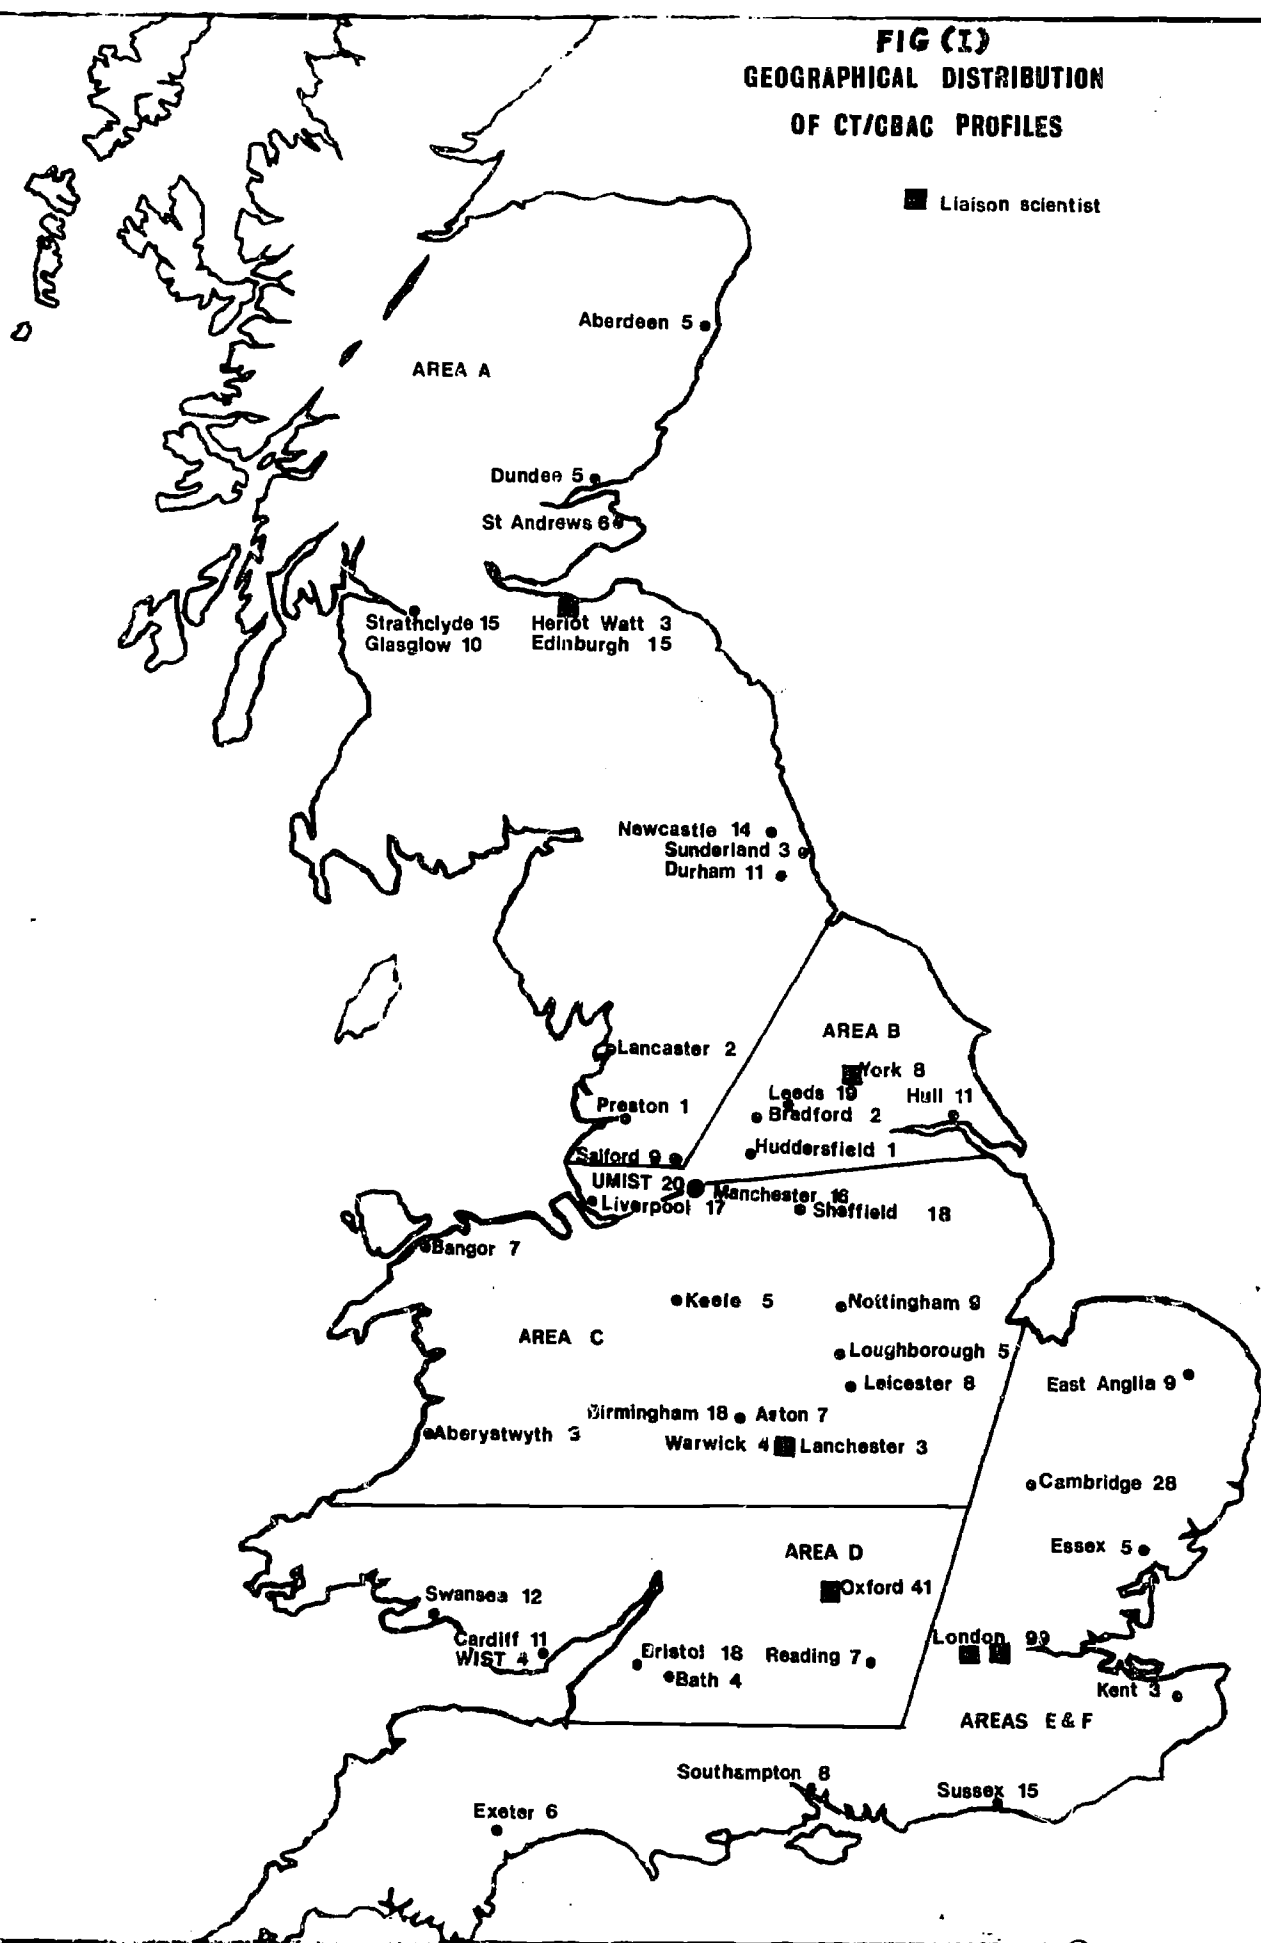 FIG (I)
GEOGRAPHICAL DISTRIBUTION
OF CT/CBAC PROFILES
Liaison scientist
Aberdeen 5
AREA A
Dundee 5
St Andrews 6
Strathclyde 15
Glasglow 10
Heriot Watt 3
Edinburgh 15
Newcastle 14
Sunderland 3
Durham 11
AREA B
Lancaster 2
York 8
Leeds 19
Hull 11
Preston 1
Bradford 2
Huddersfield 1
Salford 9
UMIST 20
Manchester 16
Liverpool 17
Sheffield 18
Bangor 7
Keele 5
Nottingham 9
AREA C
Loughborough 5
Leicester 8
East Anglia 9
Birmingham 18
Aston 7
Aberystwyth 3
Warwick 4
Lanchester 3
Cambridge 28
AREA D
Essex 5
Oxford 41
Swansea 12
Cardiff 11
WIST 4
London 99
Bristol 18
Reading 7
Bath 4
Kent 3
AREAS E & F
Southampton 8
Sussex 15
Exeter 6